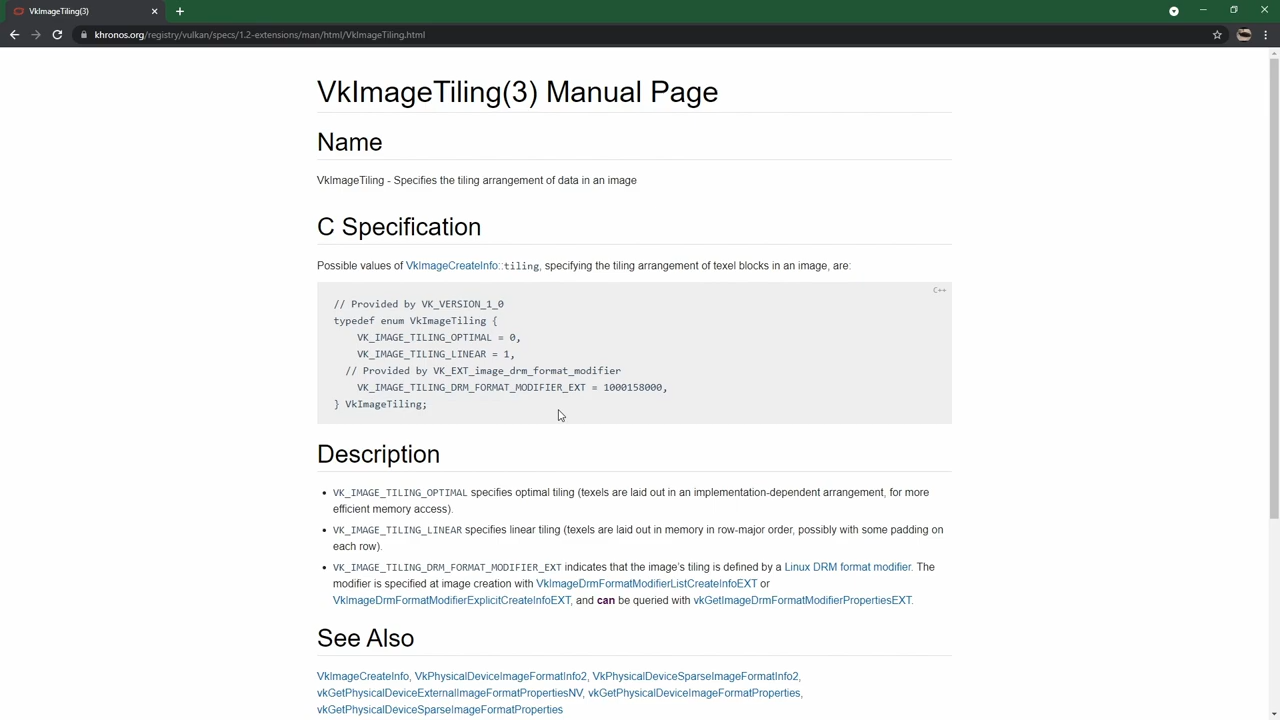 VkImageTiling(3)
khronos.org/registry/vulkan/specs/1.2-extensions/man/html/VkImageTiling.html
VkImageTiling(3) Manual Page
Name
VkImageTiling - Specifies the tiling arrangement of data in an image
C Specification
Possible values of VkImageCreateInfo::tiling, specifying the tiling arrangement of texel blocks in an image, are:
C++
// Provided by VK_VERSION_1_0
typedef enum VkImageTiling {
    VK_IMAGE_TILING_OPTIMAL = 0,
    VK_IMAGE_TILING_LINEAR = 1,
  // Provided by VK_EXT_image_drm_format_modifier
    VK_IMAGE_TILING_DRM_FORMAT_MODIFIER_EXT = 1000158000,
} VkImageTiling;
Description
• VK_IMAGE_TILING_OPTIMAL specifies optimal tiling (texels are laid out in an implementation-dependent arrangement, for more
efficient memory access).
• VK_IMAGE_TILING_LINEAR specifies linear tiling (texels are laid out in memory in row-major order, possibly with some padding on
each row).
• VK_IMAGE_TILING_DRM_FORMAT_MODIFIER_EXT indicates that the image's tiling is defined by a Linux DRM format modifier. The
modifier is specified at image creation with VkImageDrmFormatModifierListCreateInfoEXT or
VkImageDrmFormatModifierExplicitCreateInfoEXT, and can be queried with vkGetImageDrmFormatModifierPropertiesEXT.
See Also
VkImageCreateInfo, VkPhysicalDeviceImageFormatInfo2, VkPhysicalDeviceSparseImageFormatInfo2,
vkGetPhysicalDeviceExternalImageFormatPropertiesNV, vkGetPhysicalDeviceImageFormatProperties,
vkGetPhysicalDeviceSparseImageFormatProperties